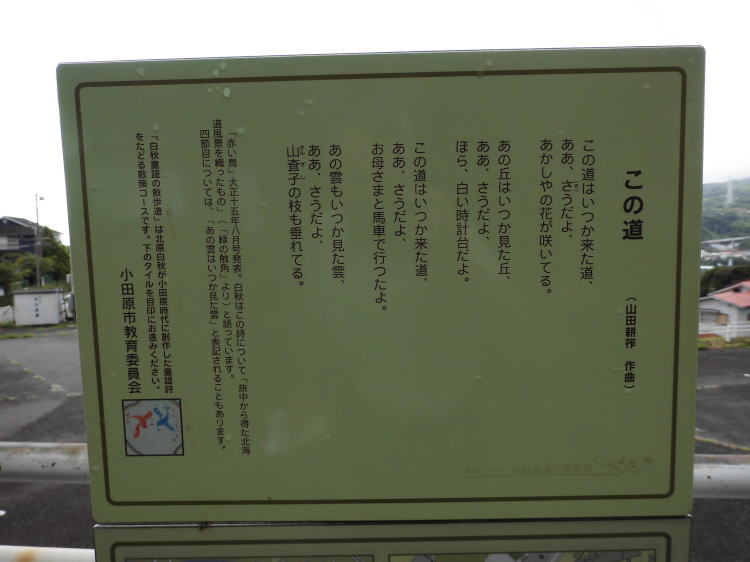 この道
(山田耕筰 作曲)
この道はいつか来た道、
ああ、さうだよ、
あかしやの花が咲いてる。
あの丘はいつか見た丘、
ああ、さうだよ、
ほら、白い時計台だよ。
この道はいつか来た道、
ああ、さうだよ、
お母さまと馬車で行つたよ。
あの雲もいつか見た雲、
ああ、さうだよ、
山査子の枝も垂れてる。
「赤い鳥」大正十五年八月号発表。白秋はこの詩について「旅中から得た北海
道風景を織ったもの」(「緑の触角」より)と語っています。
四節目については、「あの雲はいつか見た雲」と表記されることもあります。
「白秋童謡の散歩道」は北原白秋が小田原時代に創作した童謡詩
をたどる散策コースです。下のタイルを目印にお進みください。
小田原市教育委員会
おだわら 白秋童謡の散歩道